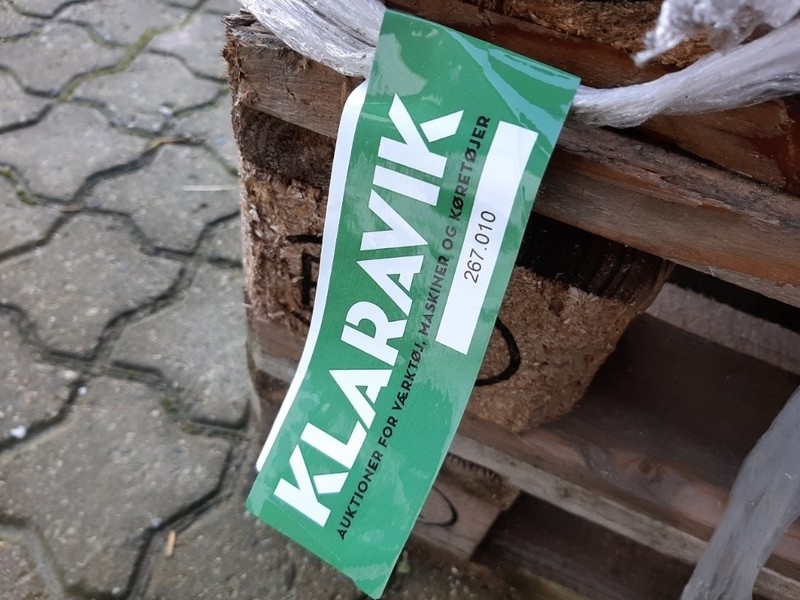 KLARAVIK
AUKTIONER FOR VÆRKTØJ, MASKINER OG KØRETØJER
267.010